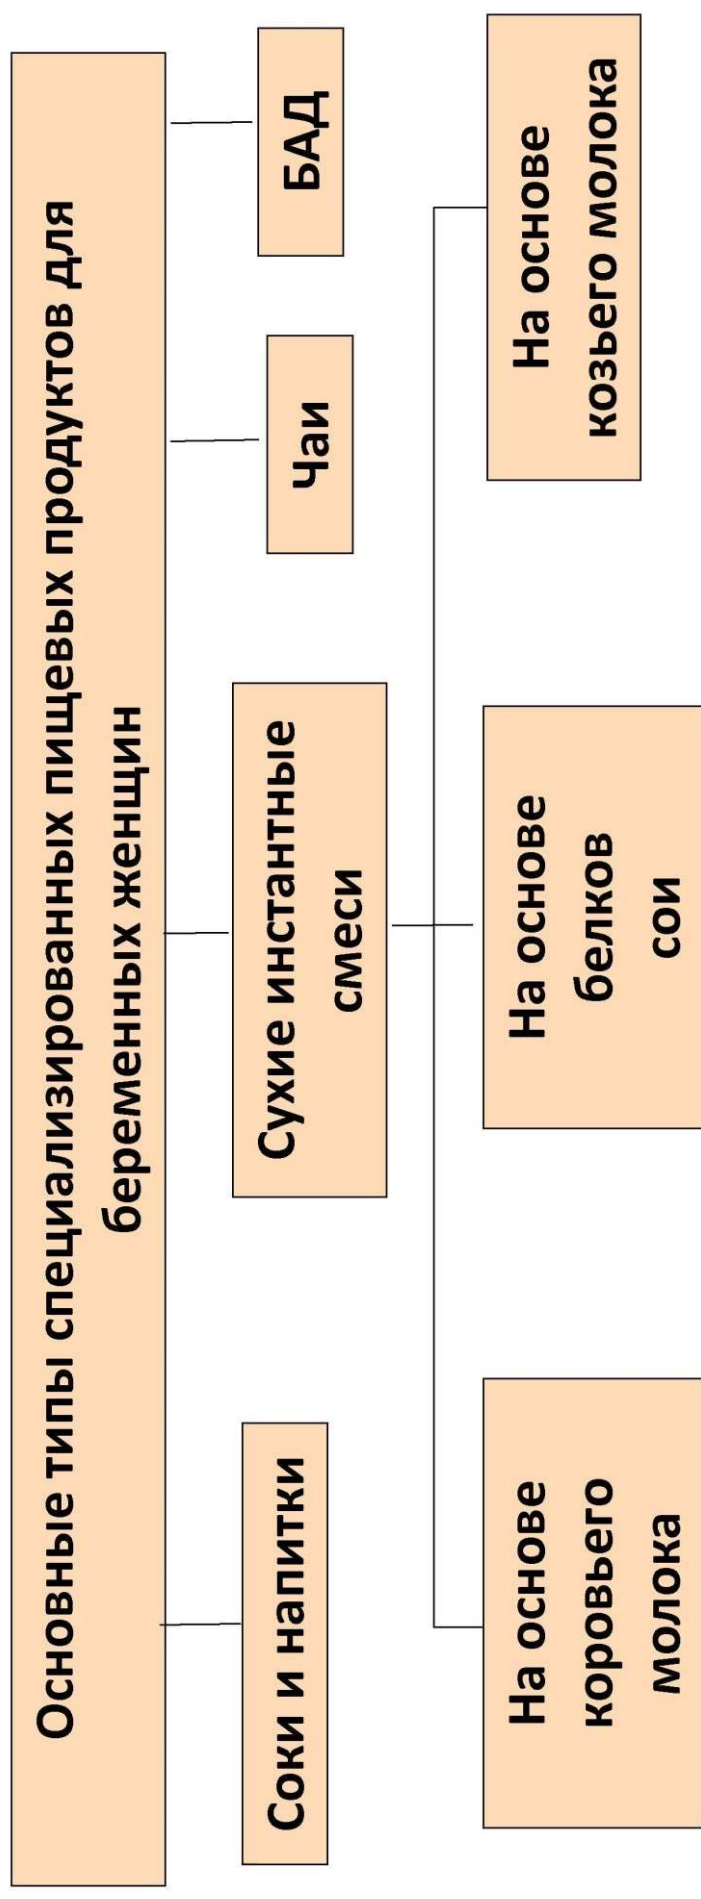 Основные типы специализированных пищевых продуктов для
беременных женщин
Соки и напитки
Сухие инстантные
смеси
Чаи
БАД
На основе
коровьего
молока
На основе
белков
сои
На основе
козьего молока